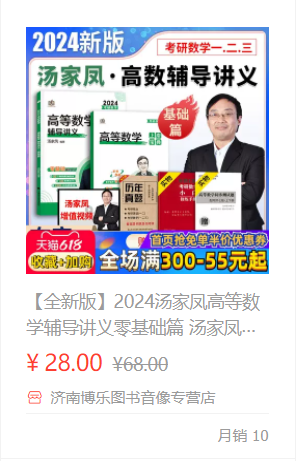 2024新版
考研数学一.二.三
汤家凤·高数辅导讲义
基础
篇
2024
高等数学
辅导讲义
高等数学
汤家凤
增值视频
历年
真题
天猫618
收藏+加购
首页抢免单半价优惠券
全场满300-55元起
【全新版】2024汤家凤高等数
学辅导讲义零基础篇 汤家凤...
¥ 28.00 ¥68.00
济南博乐图书音像专营店
月销 10